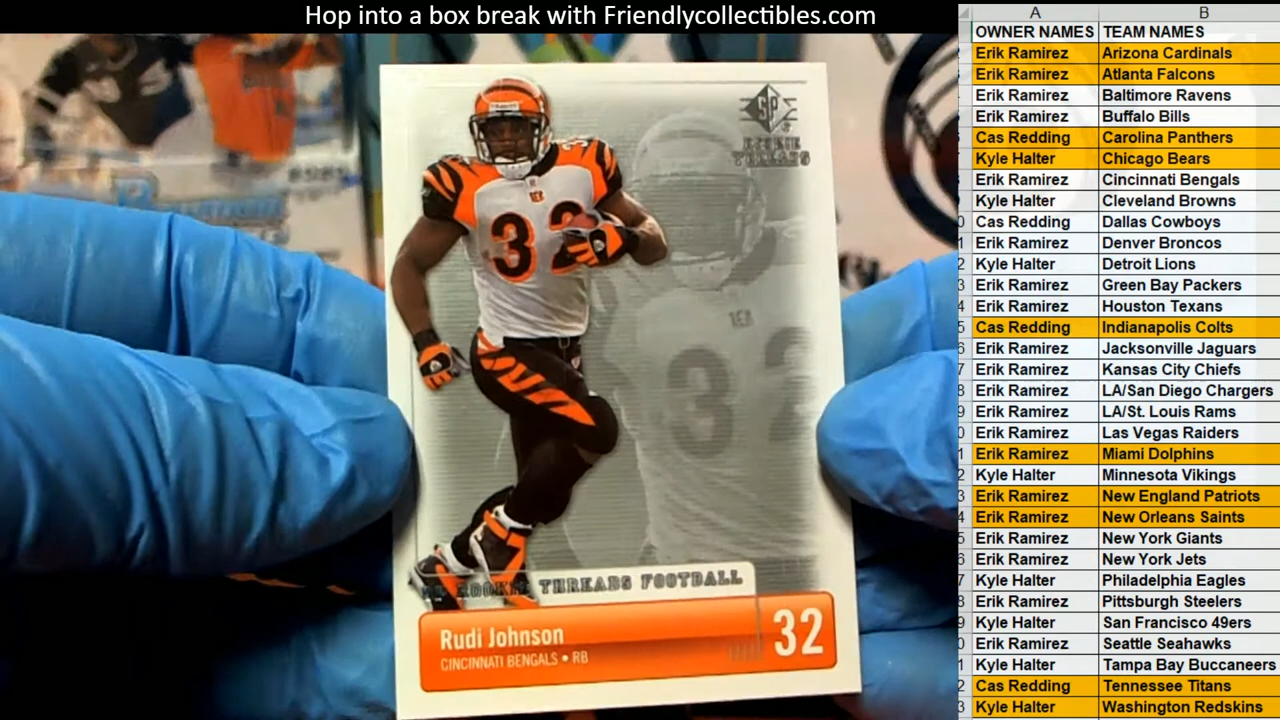 Hop into a box break with Friendlycollectibles.com
SP
ROOKIE
THREADS
32
ROOKIE THREADS FOOTBALL
Rudi Johnson
CINCINNATI BENGALS • RB
32
A B
OWNER NAMES TEAM NAMES
Erik Ramirez Arizona Cardinals
Erik Ramirez Atlanta Falcons
Erik Ramirez Baltimore Ravens
Erik Ramirez Buffalo Bills
Cas Redding Carolina Panthers
Kyle Halter Chicago Bears
Erik Ramirez Cincinnati Bengals
Kyle Halter Cleveland Browns
Cas Redding Dallas Cowboys
Erik Ramirez Denver Broncos
Kyle Halter Detroit Lions
Erik Ramirez Green Bay Packers
Erik Ramirez Houston Texans
Cas Redding Indianapolis Colts
Erik Ramirez Jacksonville Jaguars
Erik Ramirez Kansas City Chiefs
Erik Ramirez LA/San Diego Chargers
Erik Ramirez LA/St. Louis Rams
Erik Ramirez Las Vegas Raiders
Erik Ramirez Miami Dolphins
Kyle Halter Minnesota Vikings
Erik Ramirez New England Patriots
Erik Ramirez New Orleans Saints
Erik Ramirez New York Giants
Erik Ramirez New York Jets
Kyle Halter Philadelphia Eagles
Erik Ramirez Pittsburgh Steelers
Kyle Halter San Francisco 49ers
Erik Ramirez Seattle Seahawks
Kyle Halter Tampa Bay Buccaneers
Cas Redding Tennessee Titans
Kyle Halter Washington Redskins